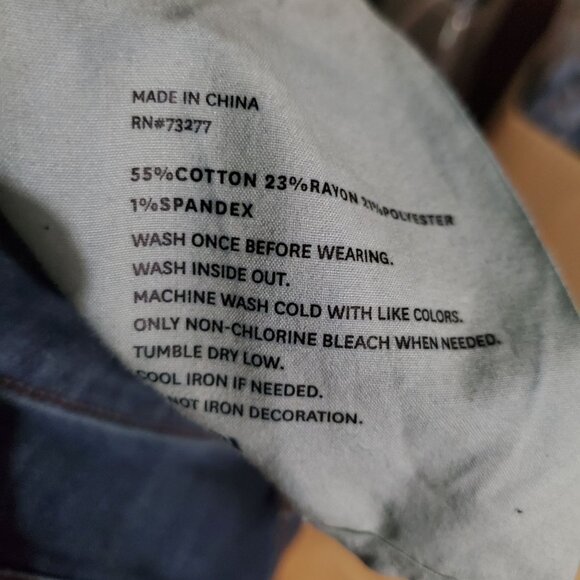 MADE IN CHINA
RN#73277
55%COTTON 23%RAYON 21%POLYESTER
1%SPANDEX
WASH ONCE BEFORE WEARING.
WASH INSIDE OUT.
MACHINE WASH COLD WITH LIKE COLORS.
ONLY NON-CHLORINE BLEACH WHEN NEEDED.
TUMBLE DRY LOW.
COOL IRON IF NEEDED.
NOT IRON DECORATION.